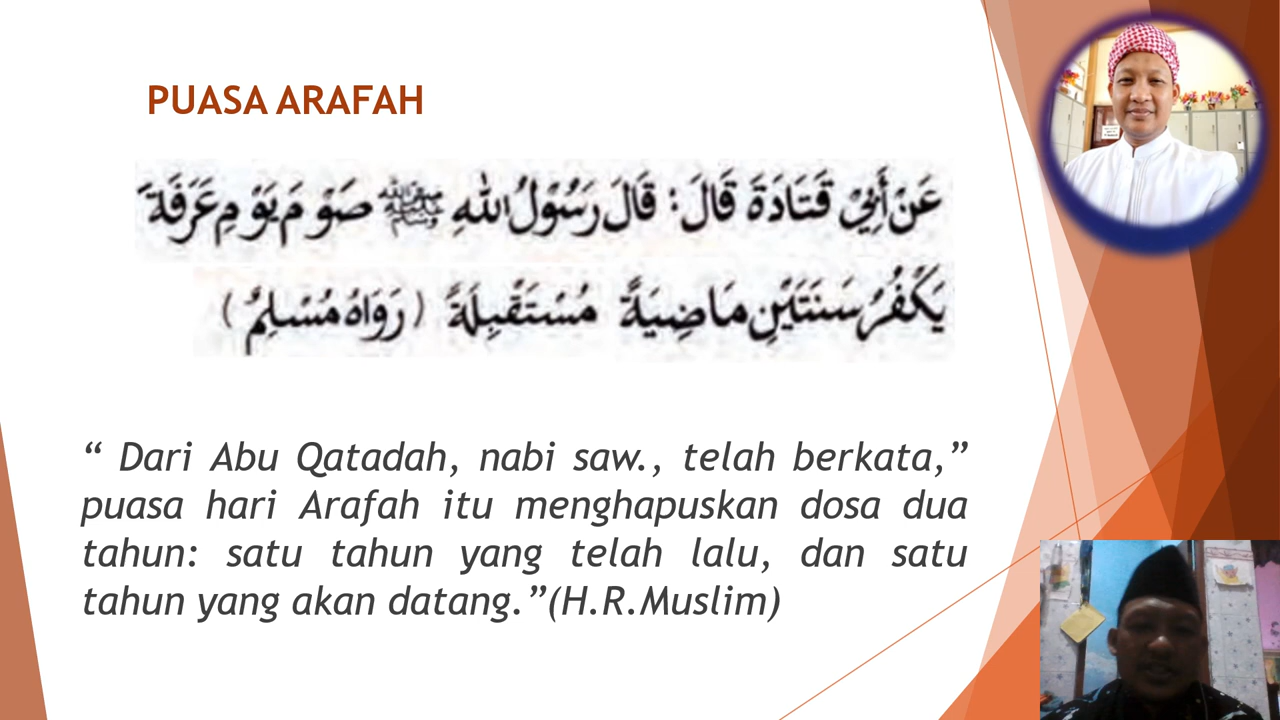 PUASA ARAFAH
عَنْ أَبِيْ قَتَادَةَ قَالَ: قَالَ رَسُوْلُ اللهِ ﷺ صَوْمَ يَوْمِ عَرَفَةَ
يَكْفُرُ سَنَتَيْنِ مَاضِيَةً مُسْتَقْبِلَةً (رَوَاهُ مُسْلِمٌ)
“ Dari Abu Qatadah, nabi saw., telah berkata,”
puasa hari Arafah itu menghapuskan dosa dua
tahun: satu tahun yang telah lalu, dan satu
tahun yang akan datang.”(H.R.Muslim)